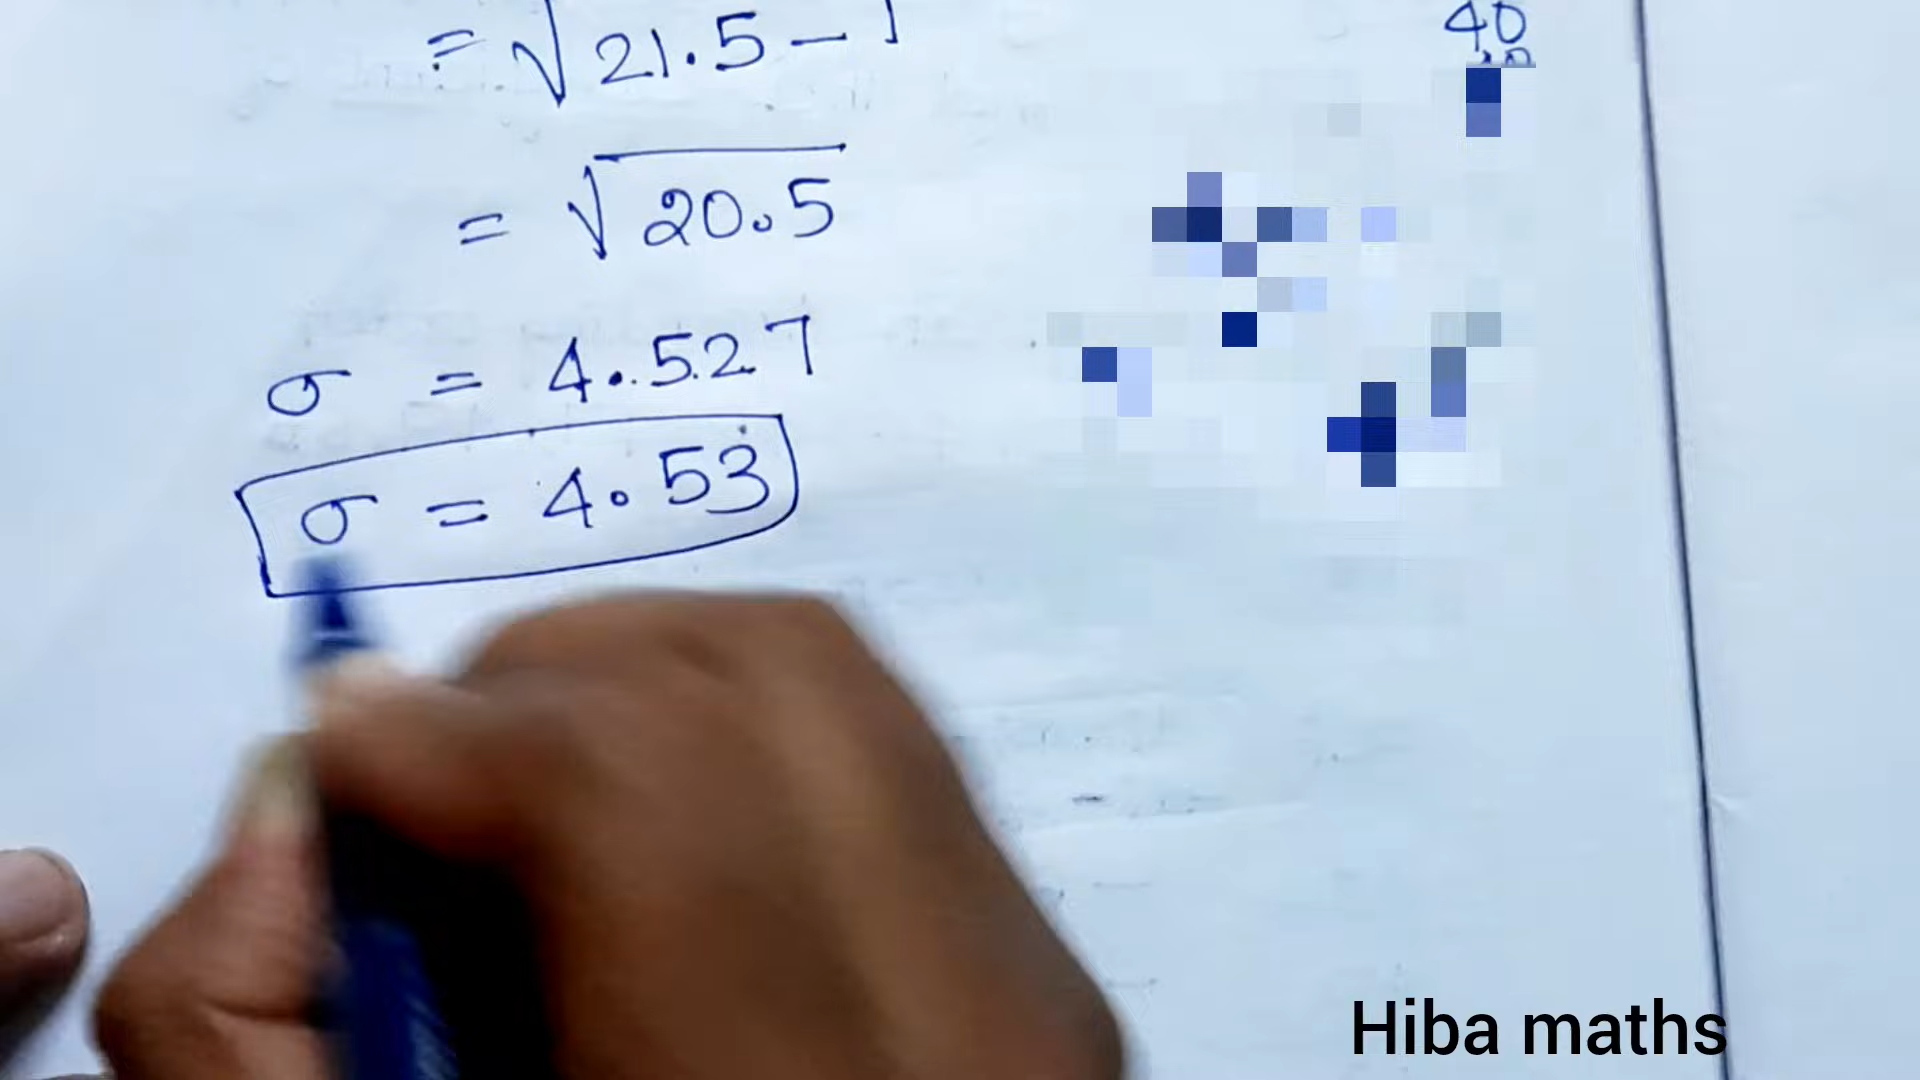 = √21.5 - 1
= √20.5
σ = 4.527
σ = 4.53
40
Hiba maths